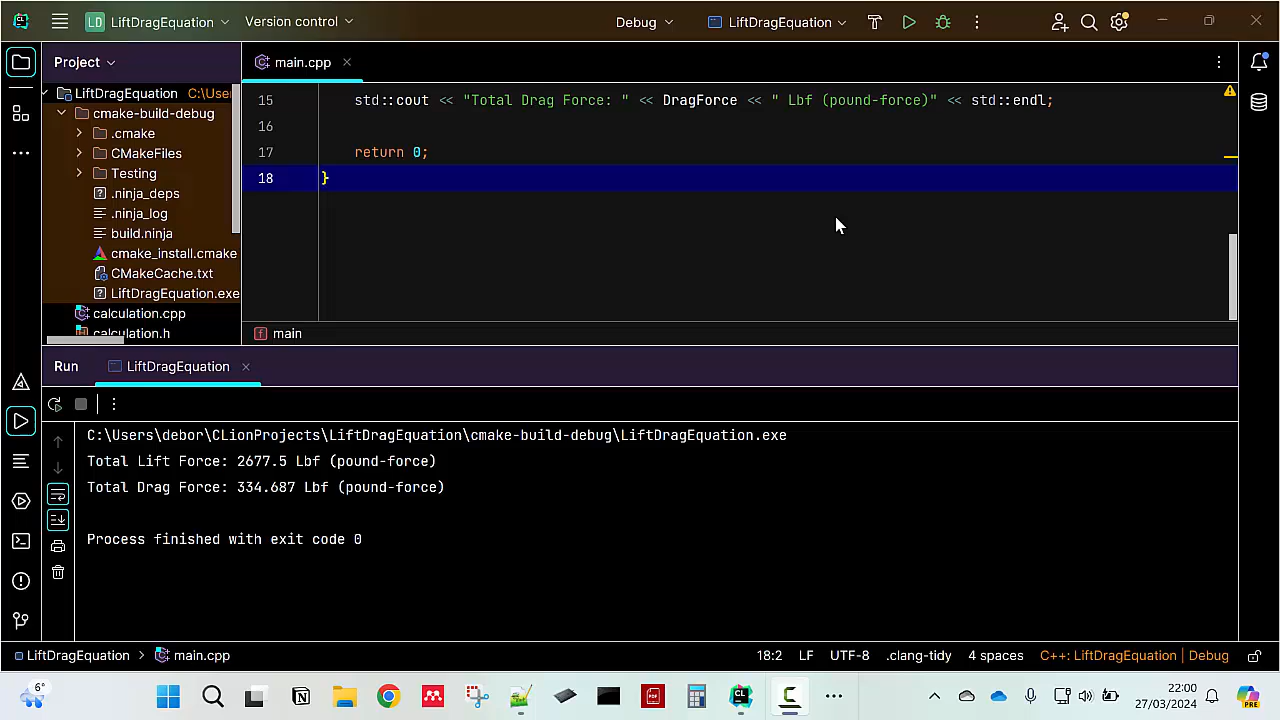 LD LiftDragEquation Version control Debug LiftDragEquation
Project
main.cpp
LiftDragEquation C:\User
cmake-build-debug
.cmake
CMakeFiles
Testing
.ninja_deps
.ninja_log
build.ninja
cmake_install.cmake
CMakeCache.txt
LiftDragEquation.exe
calculation.cpp
calculation.h
15 std::cout << "Total Drag Force: " << DragForce << " Lbf (pound-force)" << std::endl;
16
17 return 0;
18 }
main
Run LiftDragEquation
C:\Users\debor\CLionProjects\LiftDragEquation\cmake-build-debug\LiftDragEquation.exe
Total Lift Force: 2677.5 Lbf (pound-force)
Total Drag Force: 334.687 Lbf (pound-force)
Process finished with exit code 0
LiftDragEquation > main.cpp 18:2 LF UTF-8 .clang-tidy 4 spaces C++: LiftDragEquation | Debug
6°
22:00
27/03/2024
PRE